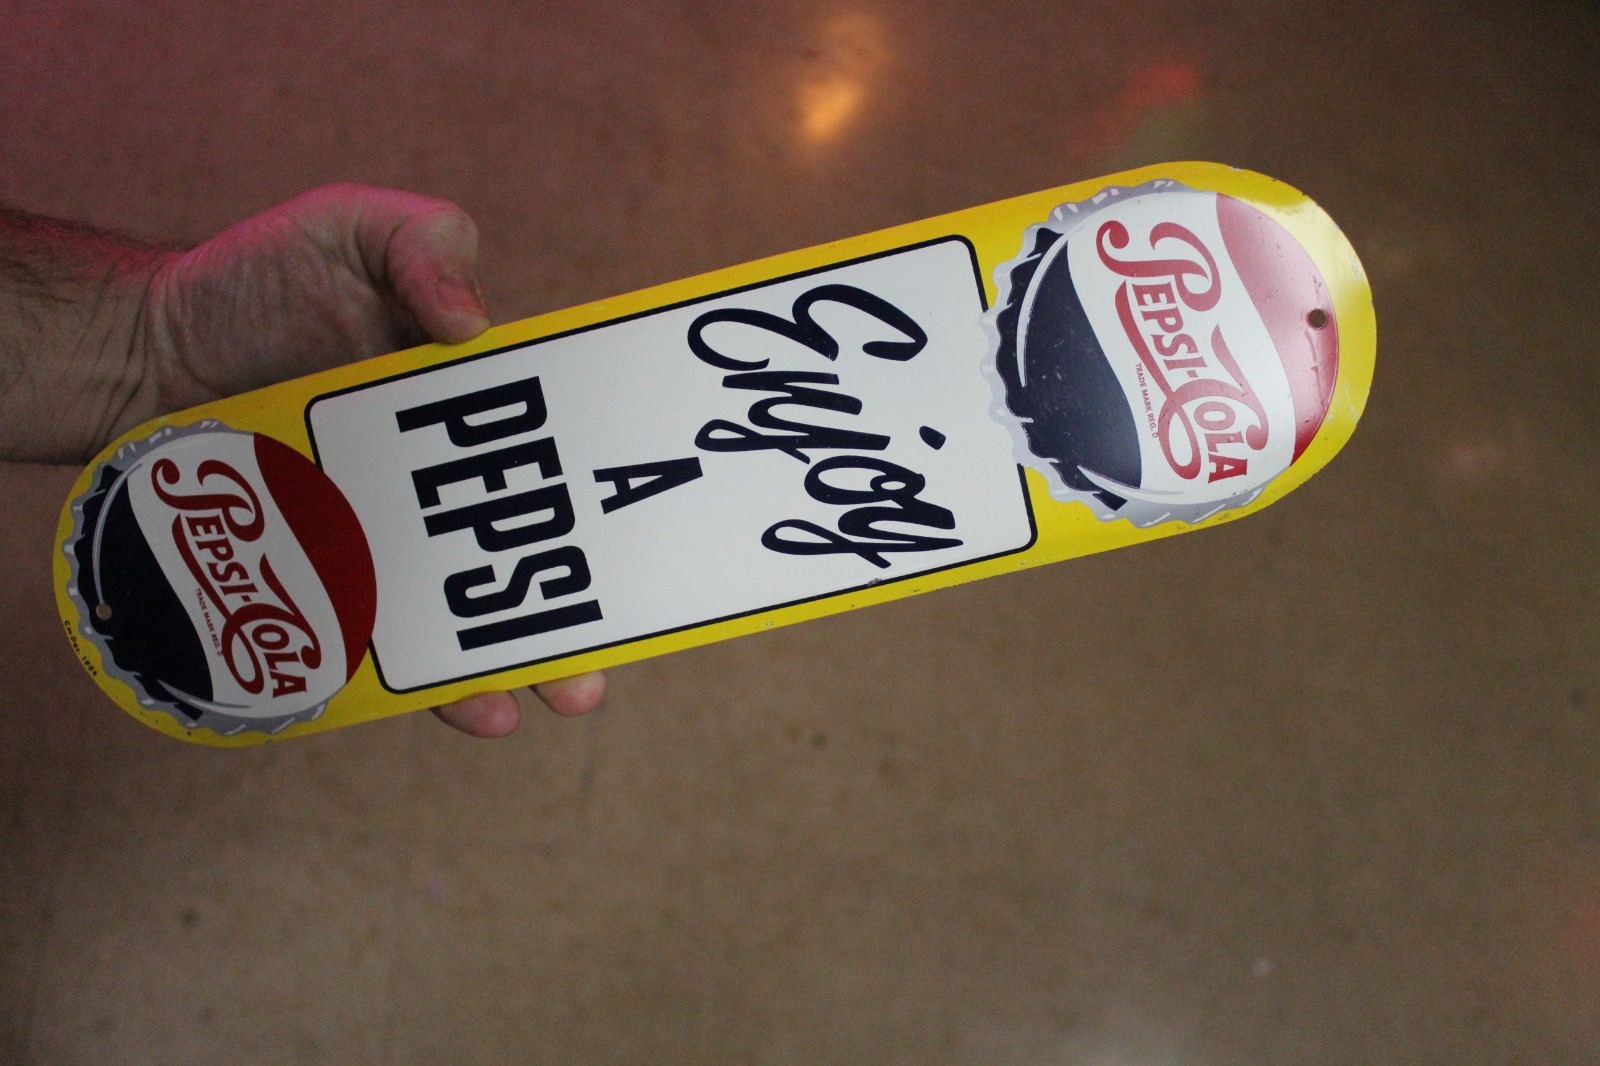 PEPSI-COLA
TRADE MARK REG. D
Enjoy
A
PEPSI
PEPSI-COLA
TRADE MARK REG. D